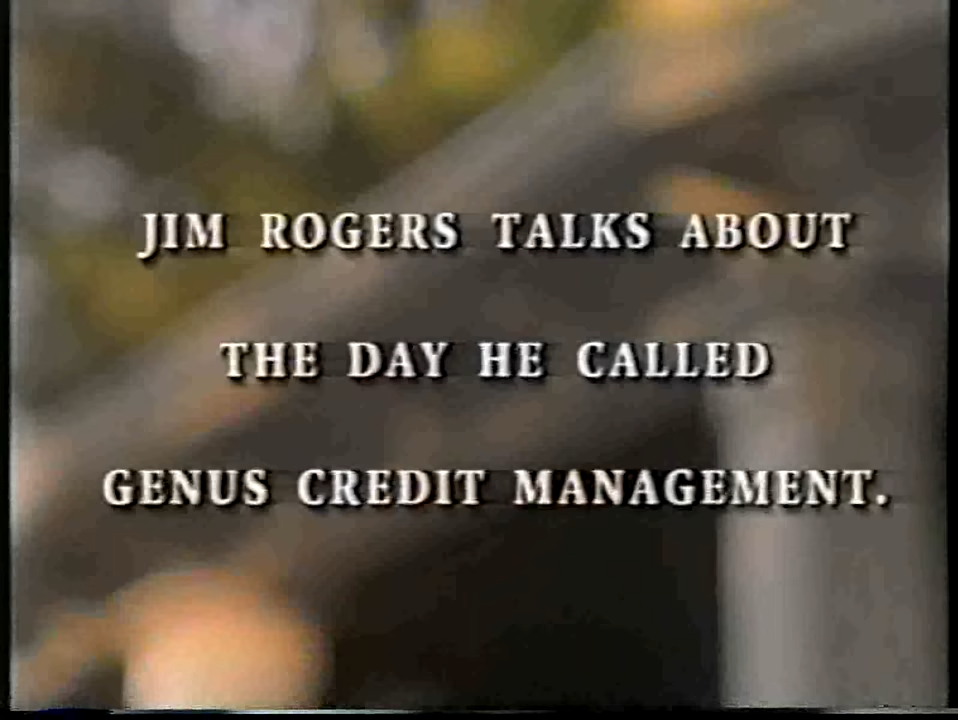 JIM ROGERS TALKS ABOUT
THE DAY HE CALLED
GENUS CREDIT MANAGEMENT.